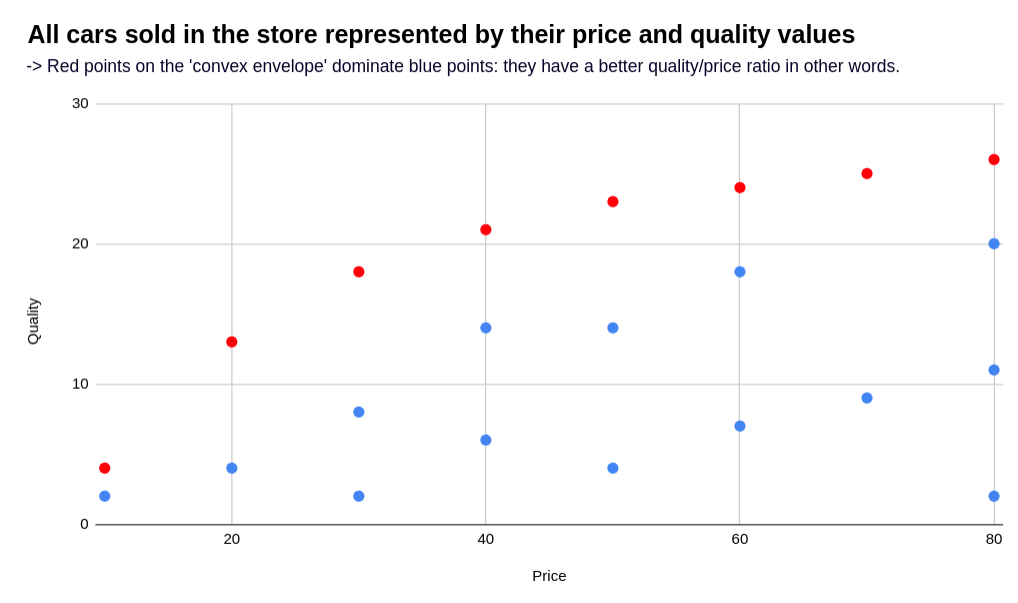 All cars sold in the store represented by their price and quality values
-> Red points on the 'convex envelope' dominate blue points: they have a better quality/price ratio in other words.
30
20
10
0
Quality
20 40 60 80
Price